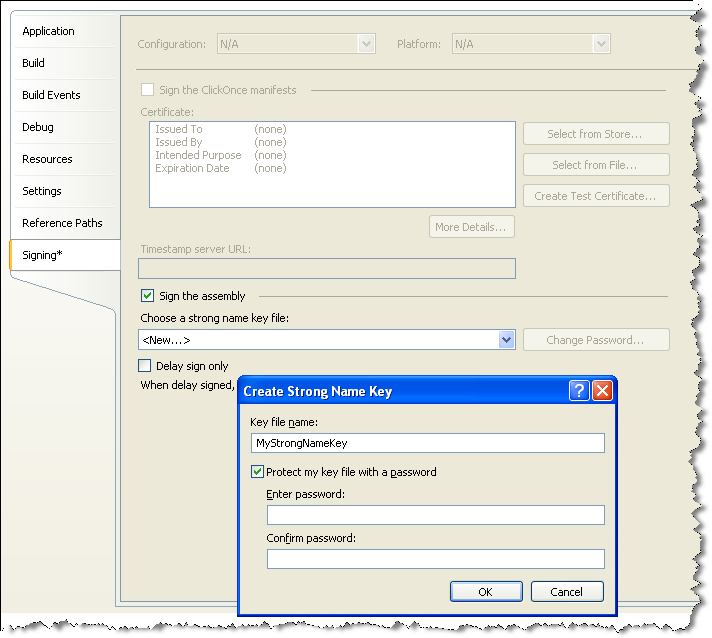 Application
Build
Build Events
Debug
Resources
Settings
Reference Paths
Signing*
Configuration: N/A Platform: N/A
Sign the ClickOnce manifests
Certificate:
Issued To (none)
Issued By (none)
Intended Purpose (none)
Expiration Date (none)
Select from Store...
Select from File...
Create Test Certificate...
More Details...
Timestamp server URL:
Sign the assembly
Choose a strong name key file:
<New...> Change Password...
Delay sign only
When delay signed,
Create Strong Name Key
?
Key file name:
MyStrongNameKey
Protect my key file with a password
Enter password:
Confirm password:
OK Cancel